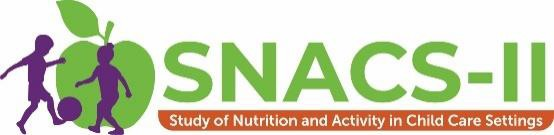 SNACS-II
Study of Nutrition and Activity in Child Care Settings